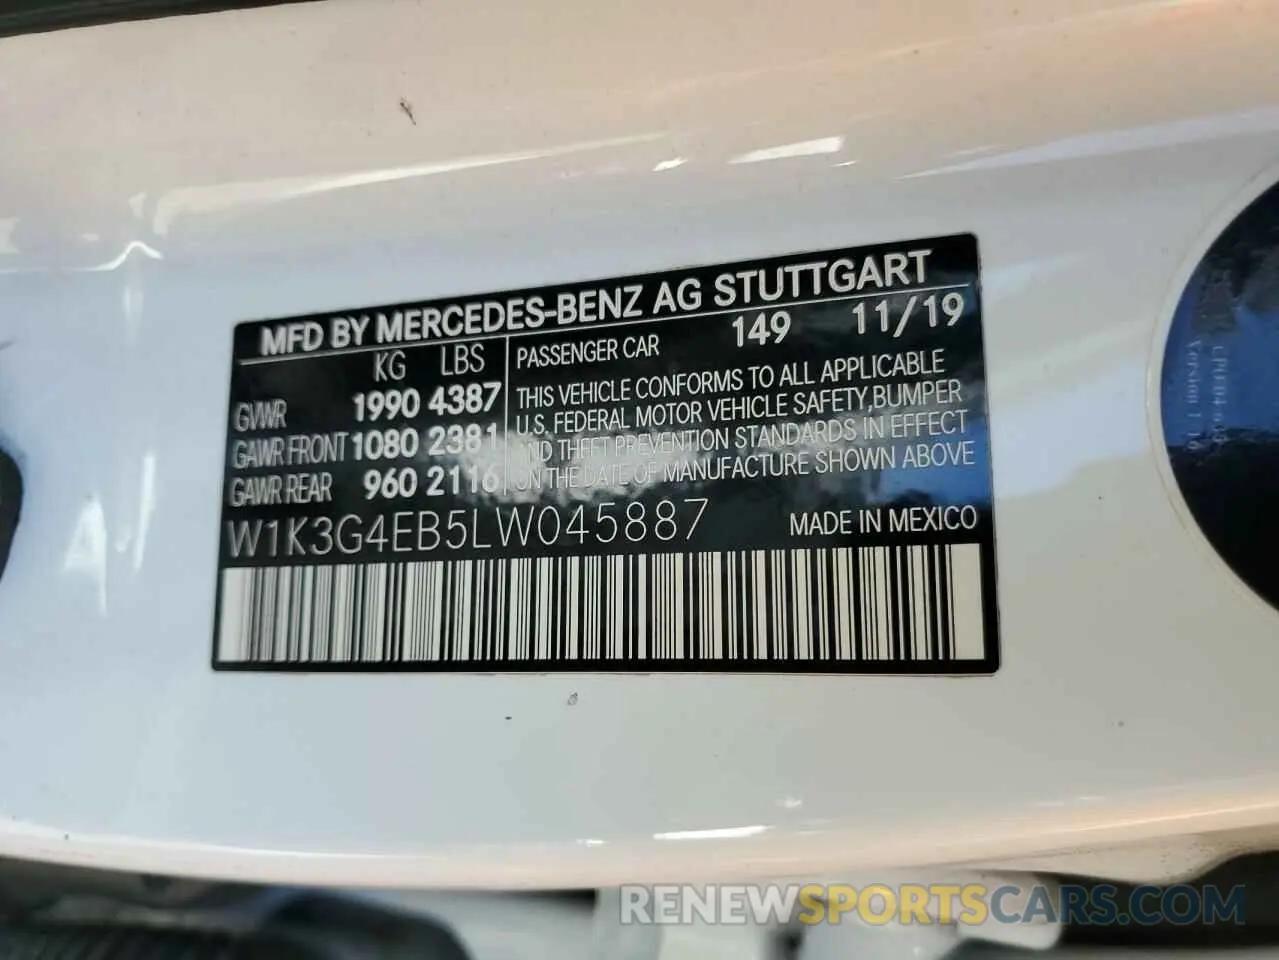 MFD BY MERCEDES-BENZ AG STUTTGART
KG LBS
GVWR 1990 4387
GAWR FRONT 1080 2381
GAWR REAR 960 2116
PASSENGER CAR 149 11/19
THIS VEHICLE CONFORMS TO ALL APPLICABLE
U.S. FEDERAL MOTOR VEHICLE SAFETY, BUMPER
AND THEFT PREVENTION STANDARDS IN EFFECT
ON THE DATE OF MANUFACTURE SHOWN ABOVE
W1K3G4EB5LW045887 MADE IN MEXICO
RENEWSPORTSCARS.COM